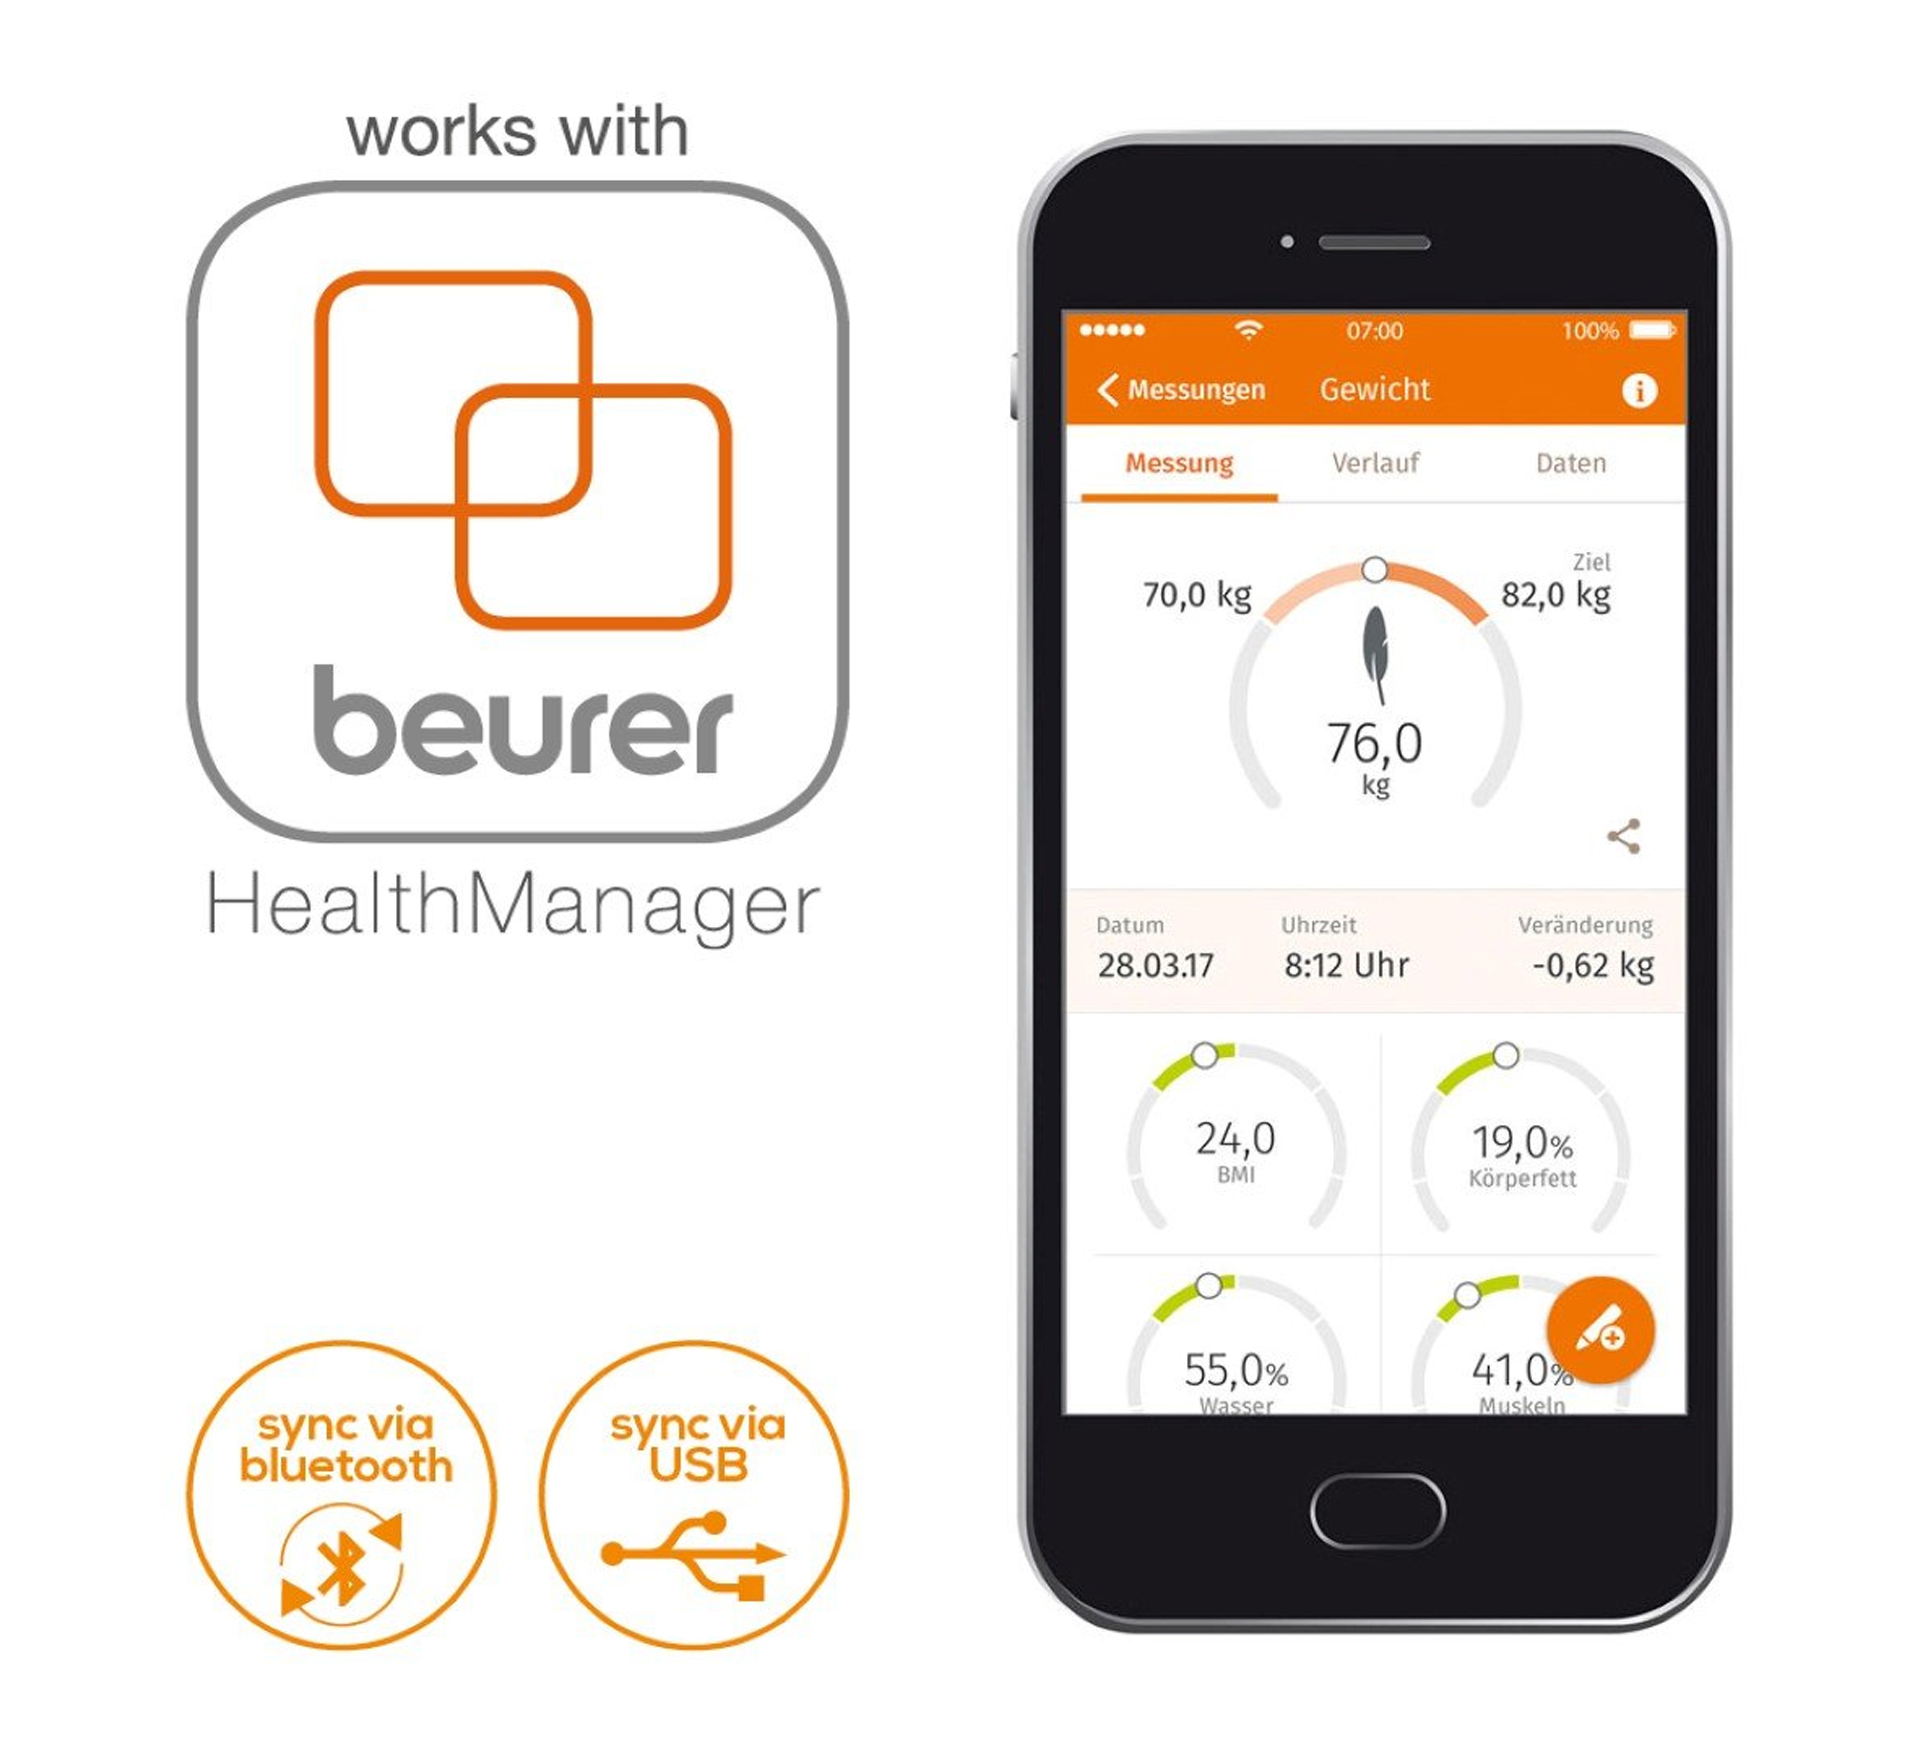 works with
beurer
HealthManager
sync via
bluetooth
sync via
USB
07:00
100%
Messungen
Gewicht
Messung
Verlauf
Daten
70,0 kg
Ziel
82,0 kg
76,0
kg
Datum
Uhrzeit
Veränderung
28.03.17
8:12 Uhr
-0,62 kg
24,0
BMI
19,0%
Körperfett
55,0%
Wasser
41,0%
Muskeln